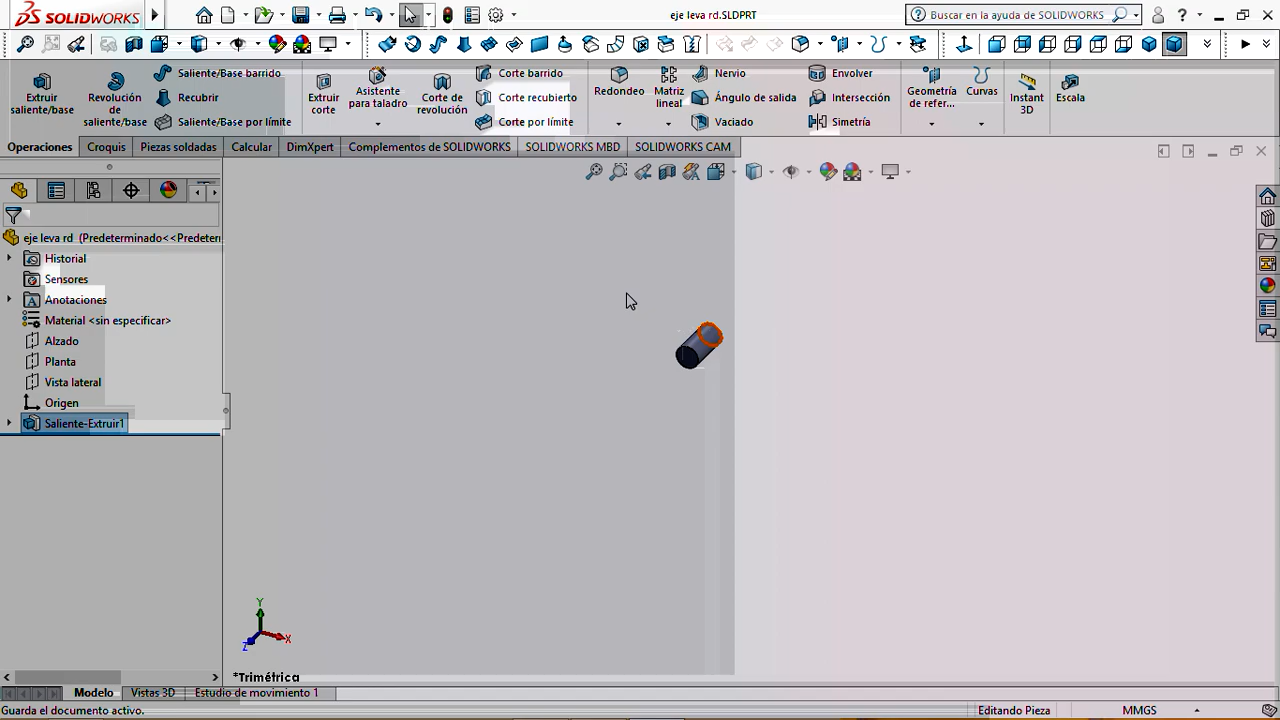 SOLIDWORKS
eje leva rd.SLDPRT
Buscar en la ayuda de SOLIDWORKS
Extruir saliente/base
Revolución de saliente/base
Saliente/Base barrido
Recubrir
Saliente/Base por límite
Extruir corte
Asistente para taladro
Corte de revolución
Corte barrido
Corte recubierto
Corte por límite
Redondeo
Matriz lineal
Nervio
Ángulo de salida
Vaciado
Envolver
Intersección
Simetría
Geometría de refer...
Curvas
Instant 3D
Escala
Operaciones
Croquis
Piezas soldadas
Calcular
DimXpert
Complementos de SOLIDWORKS
SOLIDWORKS MBD
SOLIDWORKS CAM
eje leva rd (Predeterminado<<Predetern
Historial
Sensores
Anotaciones
Material <sin especificar>
Alzado
Planta
Vista lateral
Origen
Saliente-Extruir1
Y
X
Z
*Trimétrica
Modelo
Vistas 3D
Estudio de movimiento 1
Guarda el documento activo.
Editando Pieza
MMGS